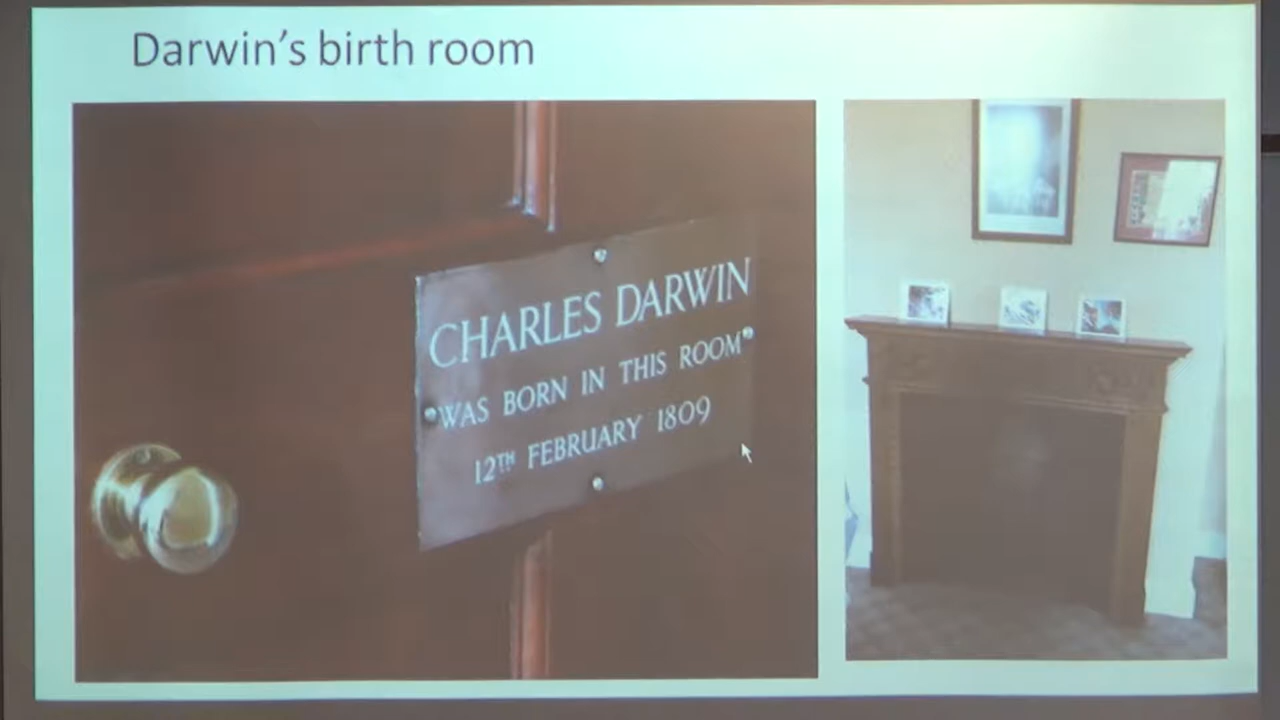 Darwin's birth room
CHARLES DARWIN
WAS BORN IN THIS ROOM
12TH FEBRUARY 1809